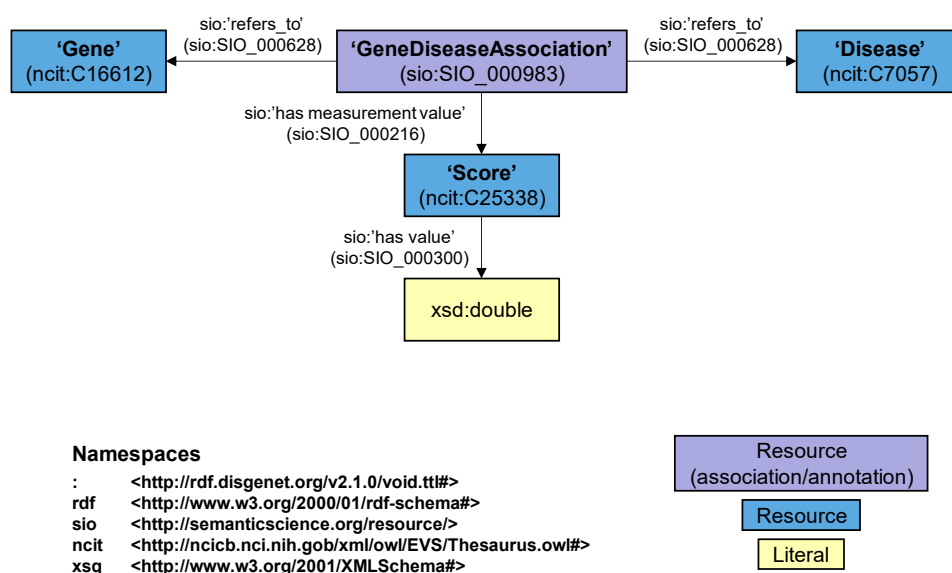 sio:'refers_to'
(sio:SIO_000628)
sio:'refers_to'
(sio:SIO_000628)
‘Gene’
(ncit:C16612)
‘GeneDiseaseAssociation’
(sio:SIO_000983)
‘Disease’
(ncit:C7057)
sio:‘has measurement value’
(sio:SIO_000216)
‘Score’
(ncit:C25338)
sio:‘has value’
(sio:SIO_000300)
xsd:double
Namespaces
: <http://rdf.disgenet.org/v2.1.0/void.ttl#>
rdf <http://www.w3.org/2000/01/rdf-schema#>
sio <http://semanticscience.org/resource/>
ncit <http://ncicb.nci.nih.gob/xml/owl/EVS/Thesaurus.owl#>
xsg <http://www.w3.org/2001/XMLSchema#>
Resource
(association/annotation)
Resource
Literal